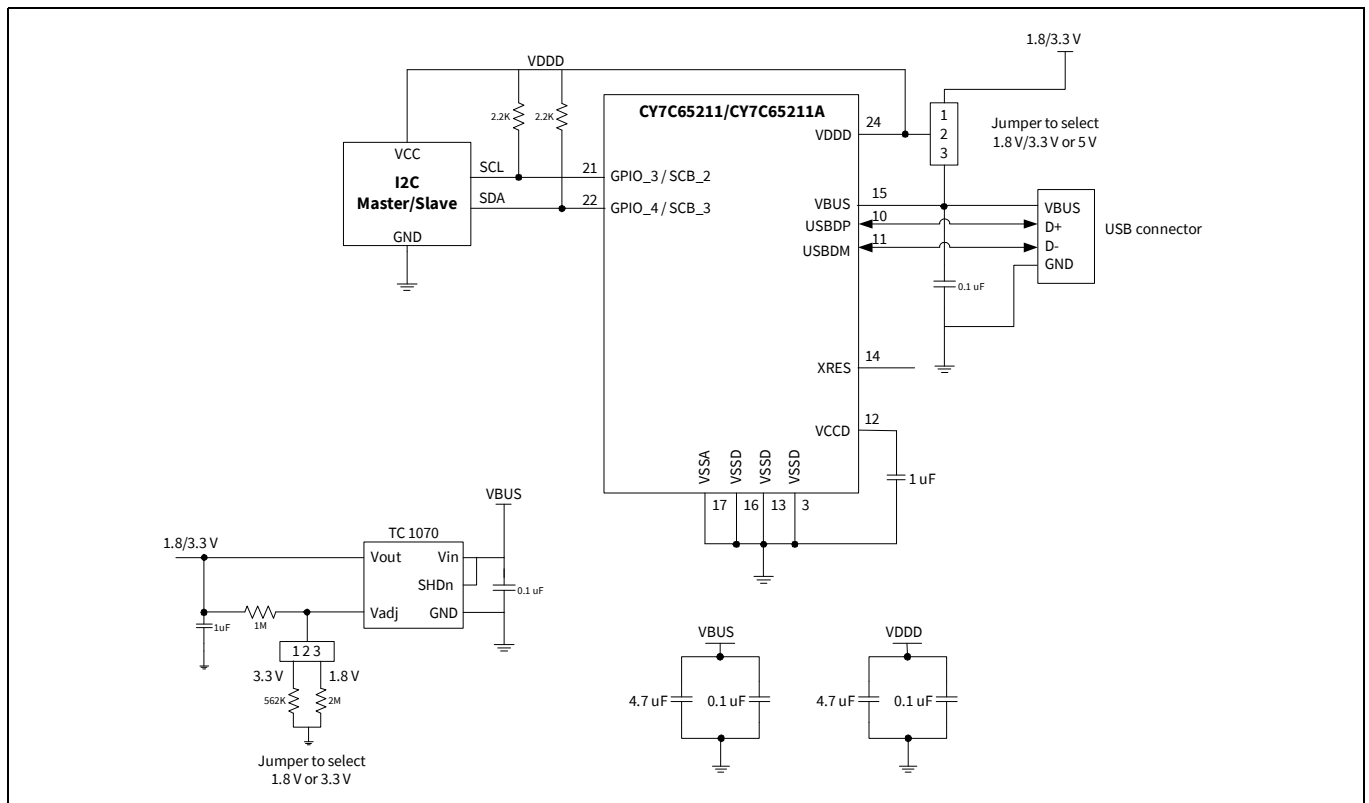 1.8/3.3 V
VDDD
2.2K
2.2K
CY7C65211/CY7C65211A
24
VDDD
1
2
3
Jumper to select
1.8 V/3.3 V or 5 V
VCC
I2C
Master/Slave
GND
SCL
SDA
21
22
GPIO_3 / SCB_2
GPIO_4 / SCB_3
15
VBUS
10
USBDP
11
USBDM
VBUS
D+
D-
GND
USB connector
0.1 uF
14
XRES
12
VCCD
1 uF
VSSA
VSSD
VSSD
VSSD
17
16
13
3
VBUS
TC 1070
1.8/3.3 V
Vout
Vin
SHDn
Vadj
GND
0.1 uF
1uF
1M
1 2 3
3.3 V
1.8 V
562K
2M
Jumper to select
1.8 V or 3.3 V
VBUS
4.7 uF
0.1 uF
VDDD
4.7 uF
0.1 uF